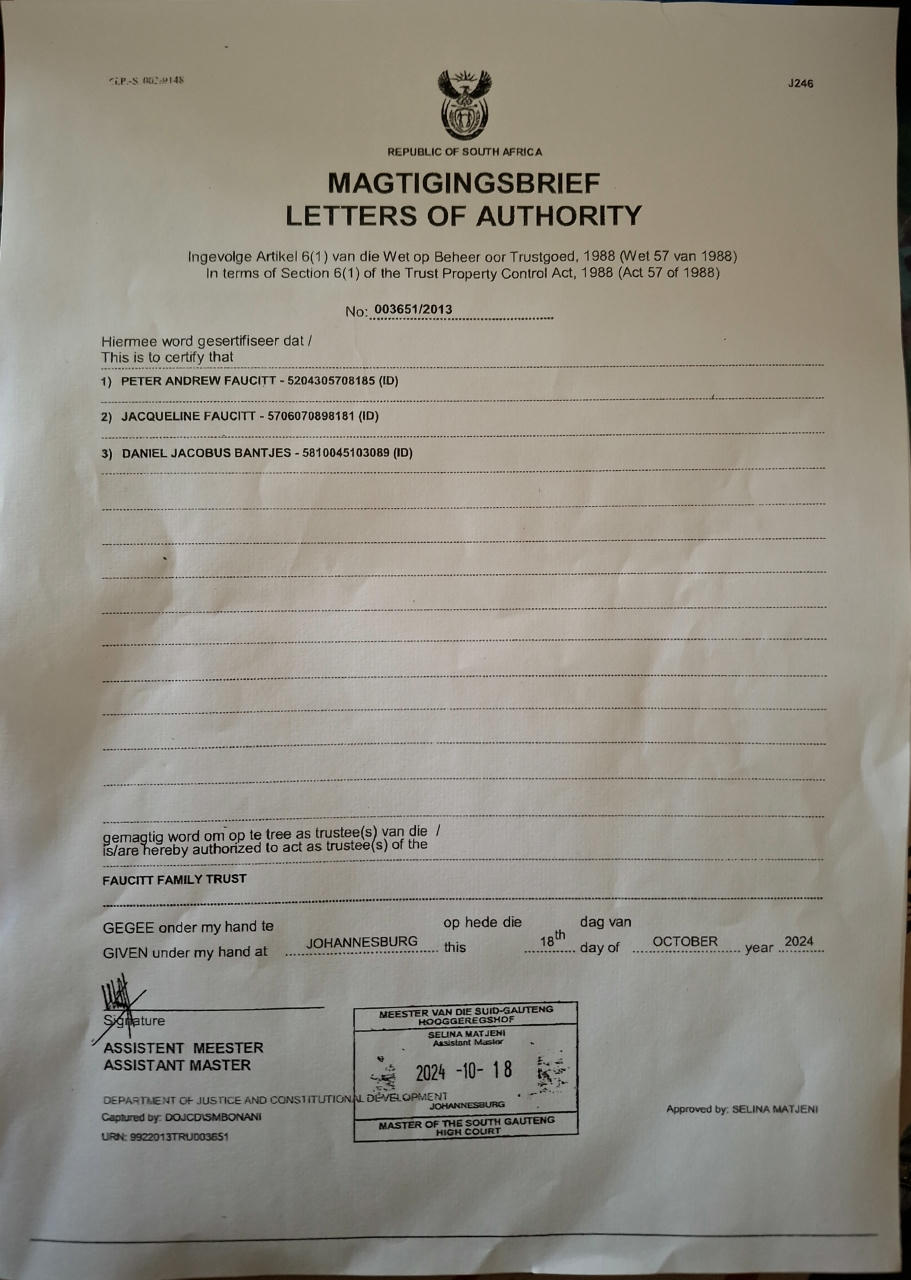 J246
REPUBLIC OF SOUTH AFRICA
MAGTIGINGSBRIEF
LETTERS OF AUTHORITY
Ingevolge Artikel 6(1) van die Wet op Beheer oor Trustgoed, 1988 (Wet 57 van 1988)
In terms of Section 6(1) of the Trust Property Control Act, 1988 (Act 57 of 1988)
No: 003651/2013
Hiermee word gesertifiseer dat /
This is to certify that
1) PETER ANDREW FAUCITT - 5204305708185 (ID)
2) JACQUELINE FAUCITT - 5706070898181 (ID)
3) DANIEL JACOBUS BANTJES - 5810045103089 (ID)
gemagtig word om op te tree as trustee(s) van die /
is/are hereby authorized to act as trustee(s) of the
FAUCITT FAMILY TRUST
GEGEE onder my hand te op hede die dag van
GIVEN under my hand at JOHANNESBURG this 18th day of OCTOBER year 2024
Signature
ASSISTENT MEESTER
ASSISTANT MASTER
MEESTER VAN DIE SUID-GAUTENG
HOOGGEREGSHOF
SELINA MATJENI
Assistant Master
2024 -10- 18
JOHANNESBURG
MASTER OF THE SOUTH GAUTENG
HIGH COURT
DEPARTMENT OF JUSTICE AND CONSTITUTIONAL DEVELOPMENT
Captured by: DOJCD\SMBONANI
Approved by: SELINA MATJENI
URN: 9922013TRU003651